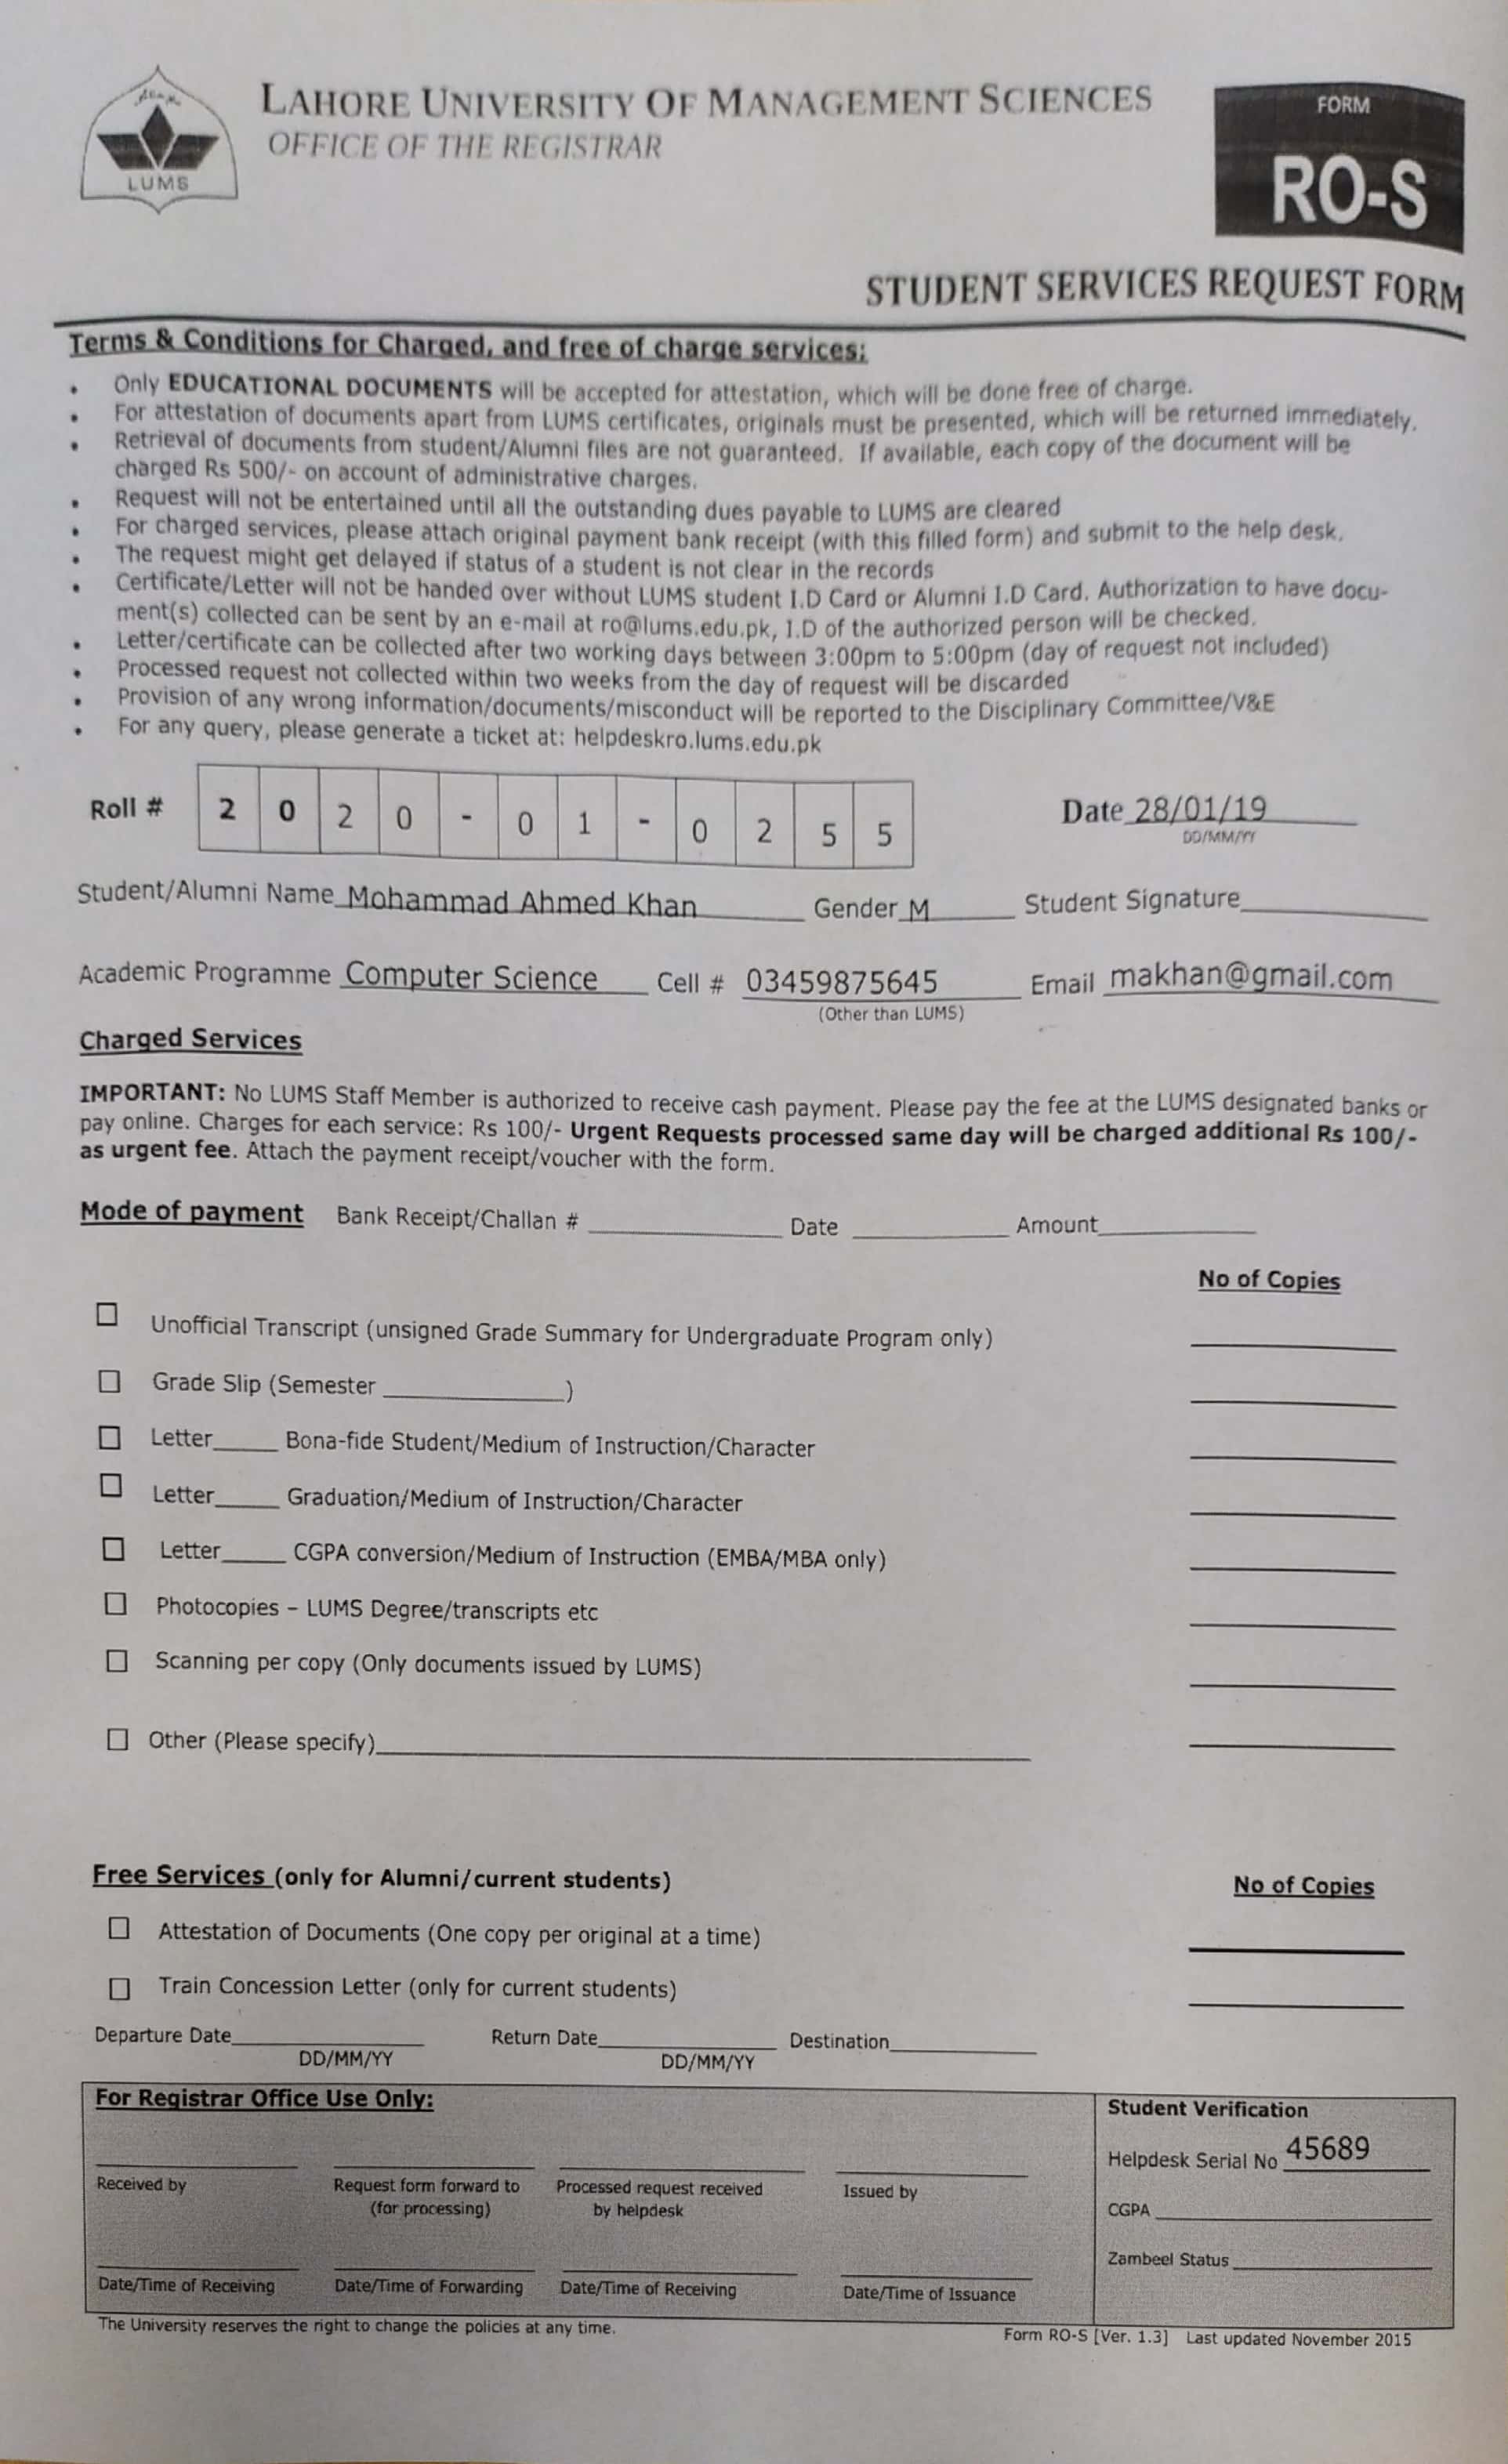 LUMS
LAHORE UNIVERSITY OF MANAGEMENT SCIENCES
OFFICE OF THE REGISTRAR
FORM
RO-S
STUDENT SERVICES REQUEST FORM
Terms & Conditions for Charged, and free of charge services:
• Only EDUCATIONAL DOCUMENTS will be accepted for attestation, which will be done free of charge.
• For attestation of documents apart from LUMS certificates, originals must be presented, which will be returned immediately.
• Retrieval of documents from student/Alumni files are not guaranteed. If available, each copy of the document will be
charged Rs 500/- on account of administrative charges.
• Request will not be entertained until all the outstanding dues payable to LUMS are cleared
• For charged services, please attach original payment bank receipt (with this filled form) and submit to the help desk.
• The request might get delayed if status of a student is not clear in the records
• Certificate/Letter will not be handed over without LUMS student I.D Card or Alumni I.D Card. Authorization to have docu-
ment(s) collected can be sent by an e-mail at ro@lums.edu.pk, I.D of the authorized person will be checked.
• Letter/certificate can be collected after two working days between 3:00pm to 5:00pm (day of request not included)
• Processed request not collected within two weeks from the day of request will be discarded
• Provision of any wrong information/documents/misconduct will be reported to the Disciplinary Committee/V&E
• For any query, please generate a ticket at: helpdeskro.lums.edu.pk
Roll # 2 0 2 0 - 0 1 - 0 2 5 5 Date 28/01/19
DD/MM/YY
Student/Alumni Name Mohammad Ahmed Khan Gender M Student Signature
Academic Programme Computer Science Cell # 03459875645 Email makhan@gmail.com
(Other than LUMS)
Charged Services
IMPORTANT: No LUMS Staff Member is authorized to receive cash payment. Please pay the fee at the LUMS designated banks or
pay online. Charges for each service: Rs 100/- Urgent Requests processed same day will be charged additional Rs 100/-
as urgent fee. Attach the payment receipt/voucher with the form.
Mode of payment Bank Receipt/Challan # Date Amount
No of Copies
Unofficial Transcript (unsigned Grade Summary for Undergraduate Program only)
Grade Slip (Semester )
Letter Bona-fide Student/Medium of Instruction/Character
Letter Graduation/Medium of Instruction/Character
Letter CGPA conversion/Medium of Instruction (EMBA/MBA only)
Photocopies – LUMS Degree/transcripts etc
Scanning per copy (Only documents issued by LUMS)
Other (Please specify)
Free Services (only for Alumni/current students) No of Copies
Attestation of Documents (One copy per original at a time)
Train Concession Letter (only for current students)
Departure Date Return Date Destination
DD/MM/YY DD/MM/YY
For Registrar Office Use Only:
Received by Request form forward to Processed request received Issued by
(for processing) by helpdesk
Date/Time of Receiving Date/Time of Forwarding Date/Time of Receiving Date/Time of Issuance
Student Verification
Helpdesk Serial No 45689
CGPA
Zambeel Status
The University reserves the right to change the policies at any time.
Form RO-S [Ver. 1.3] Last updated November 2015